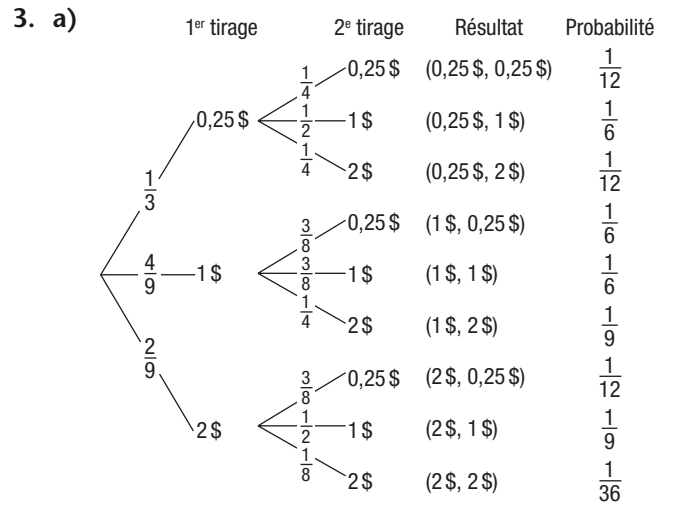 3. a)
1er tirage 2e tirage Résultat Probabilité
1/3 0,25 $ 1/4 0,25 $ (0,25 $, 0,25 $) 1/12
1/2 1 $ (0,25 $, 1 $) 1/6
1/4 2 $ (0,25 $, 2 $) 1/12
4/9 1 $ 3/8 0,25 $ (1 $, 0,25 $) 1/6
3/8 1 $ (1 $, 1 $) 1/6
1/4 2 $ (1 $, 2 $) 1/9
2/9 2 $ 3/8 0,25 $ (2 $, 0,25 $) 1/12
1/2 1 $ (2 $, 1 $) 1/9
1/8 2 $ (2 $, 2 $) 1/36